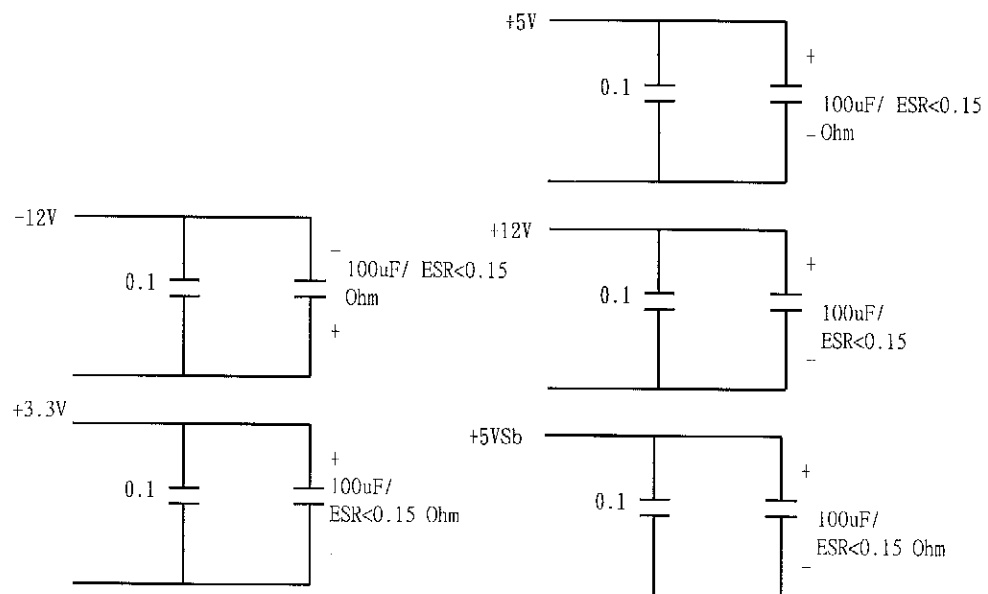 +5V
+
0.1
100uF/ ESR<0.15
- Ohm
-12V
-
0.1
100uF/ ESR<0.15
Ohm
+
+12V
+
0.1
100uF/
ESR<0.15
-
+3.3V
+
0.1
100uF/
ESR<0.15 Ohm
+5VSb
+
0.1
100uF/
ESR<0.15 Ohm
-